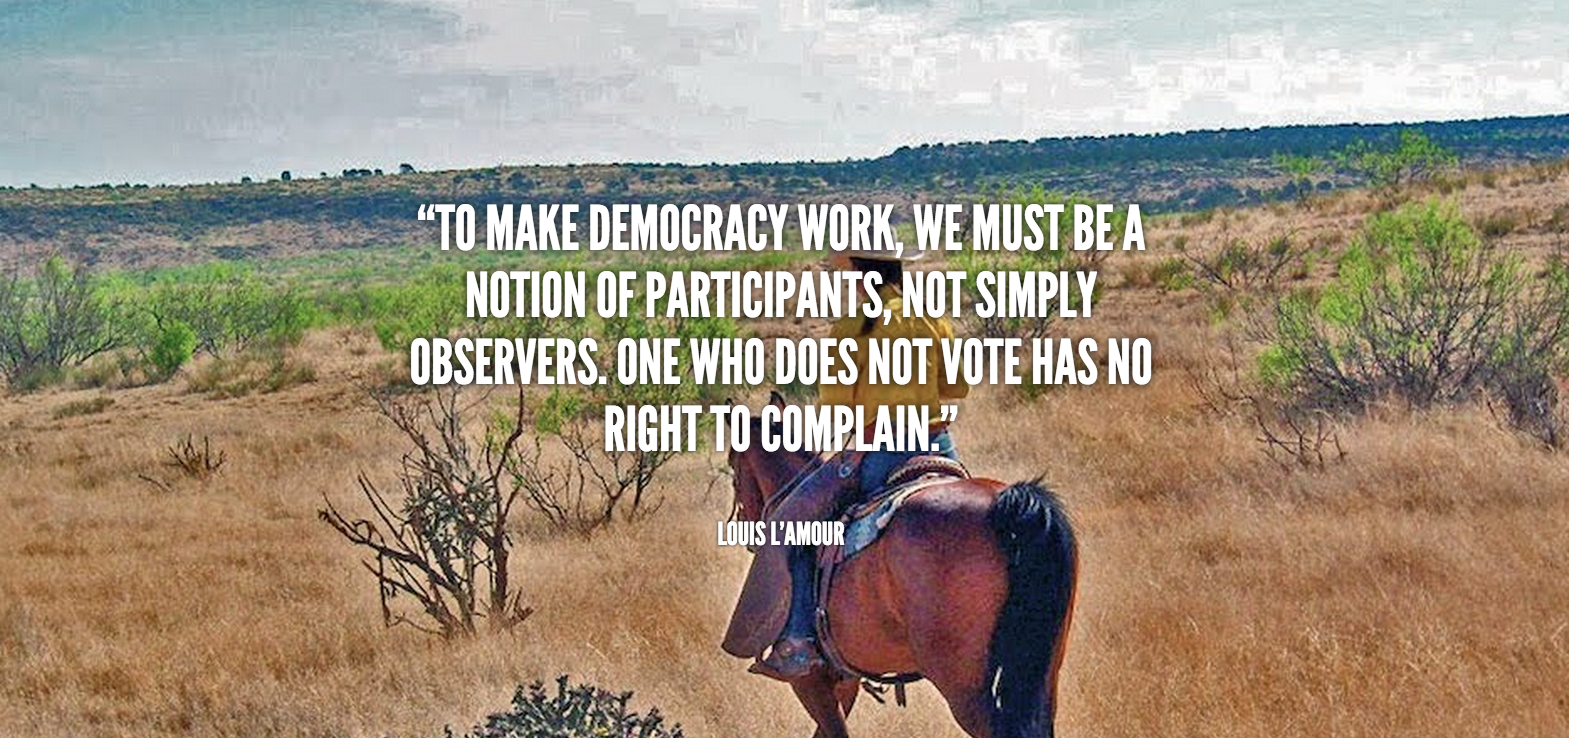 “TO MAKE DEMOCRACY WORK, WE MUST BE A
NOTION OF PARTICIPANTS, NOT SIMPLY
OBSERVERS. ONE WHO DOES NOT VOTE HAS NO
RIGHT TO COMPLAIN.”
LOUIS L’AMOUR